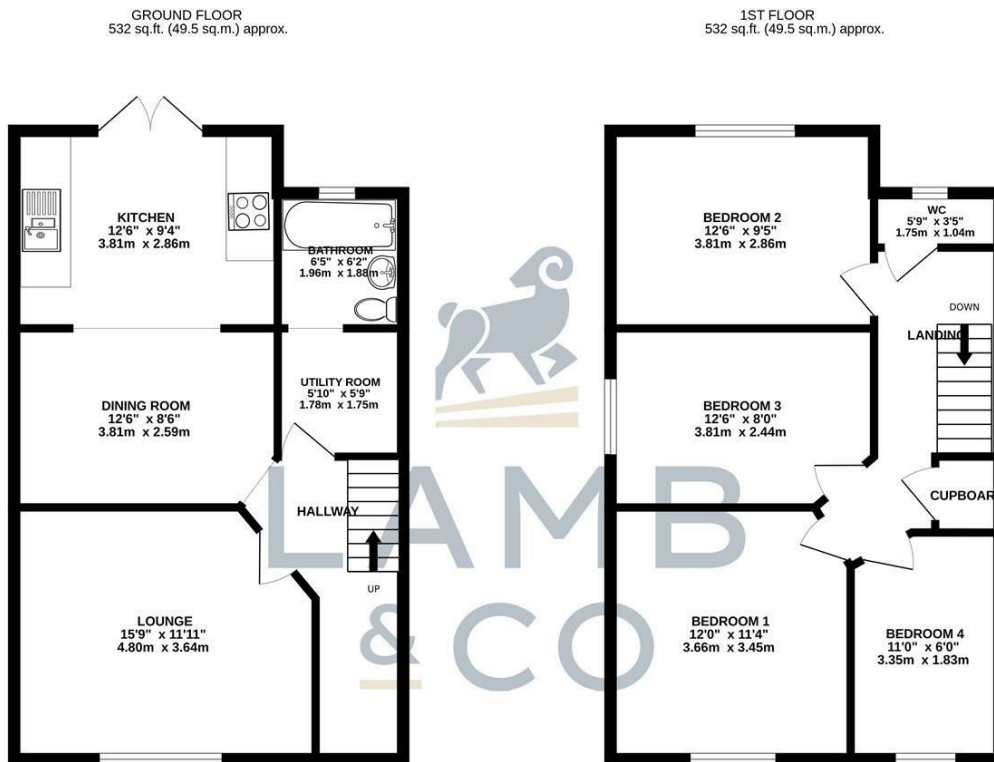 GROUND FLOOR
532 sq.ft. (49.5 sq.m.) approx.
1ST FLOOR
532 sq.ft. (49.5 sq.m.) approx.
KITCHEN
12'6" x 9'4"
3.81m x 2.86m
BATHROOM
6'5" x 6'2"
1.96m x 1.88m
DINING ROOM
12'6" x 8'6"
3.81m x 2.59m
UTILITY ROOM
5'10" x 5'9"
1.78m x 1.75m
HALLWAY
UP
LOUNGE
15'9" x 11'11"
4.80m x 3.64m
BEDROOM 2
12'6" x 9'5"
3.81m x 2.86m
WC
5'9" x 3'5"
1.75m x 1.04m
DOWN
LANDING
BEDROOM 3
12'6" x 8'0"
3.81m x 2.44m
CUPBOAR
BEDROOM 1
12'0" x 11'4"
3.66m x 3.45m
BEDROOM 4
11'0" x 6'0"
3.35m x 1.83m
LAMB
& CO